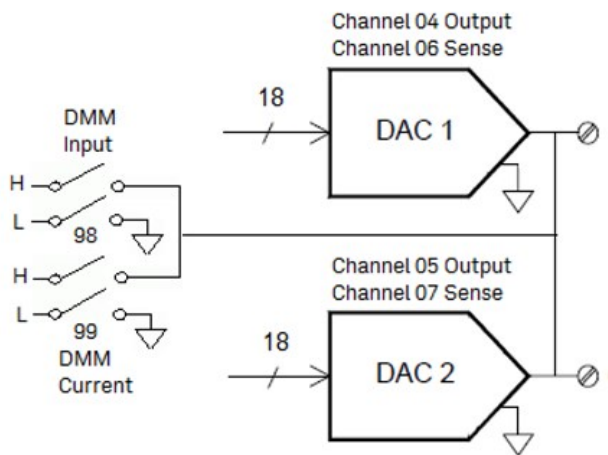 Channel 04 Output
Channel 06 Sense
18
DAC 1
DMM
Input
H
L
98
H
L
99
DMM
Current
Channel 05 Output
Channel 07 Sense
18
DAC 2